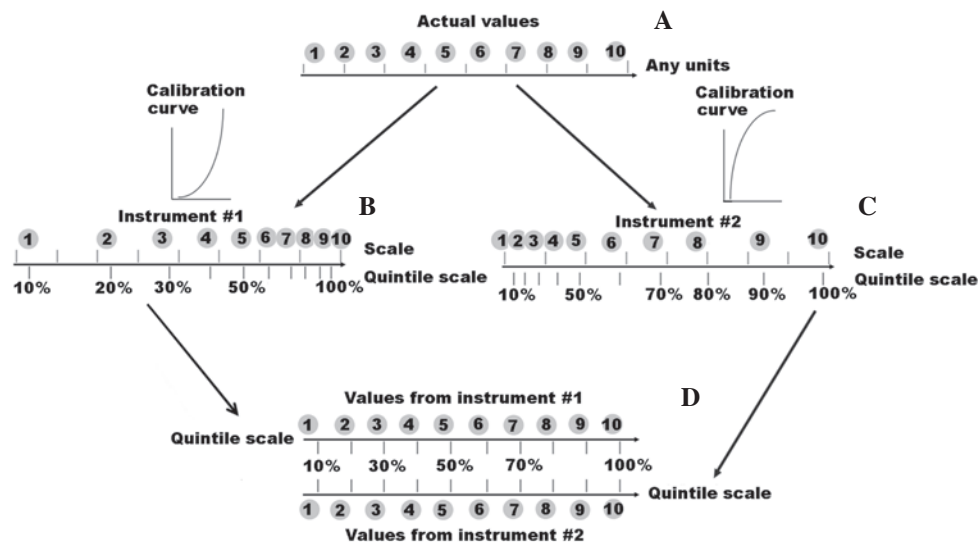 A
Actual values
1 2 3 4 5 6 7 8 9 10
Any units
Calibration
curve
Calibration
curve
Instrument #1
B
1 2 3 4 5 6 7 8 9 10
Scale
Quintile scale
10% 20% 30% 50% 100%
Instrument #2
C
1 2 3 4 5 6 7 8 9 10
Scale
Quintile scale
10% 50% 70% 80% 90% 100%
D
Values from instrument #1
1 2 3 4 5 6 7 8 9 10
Quintile scale
10% 30% 50% 70% 100%
Quintile scale
1 2 3 4 5 6 7 8 9 10
Values from instrument #2